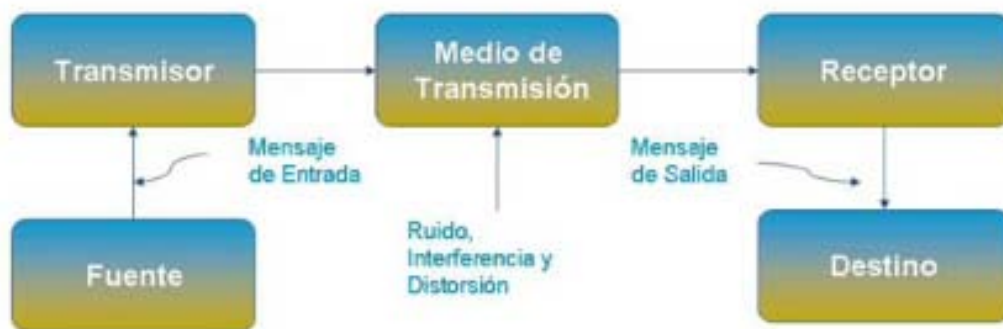 Transmisor
Medio de
Transmisión
Receptor
Mensaje
de Entrada
Mensaje
de Salida
Fuente
Ruido,
Interferencia y
Distorsión
Destino